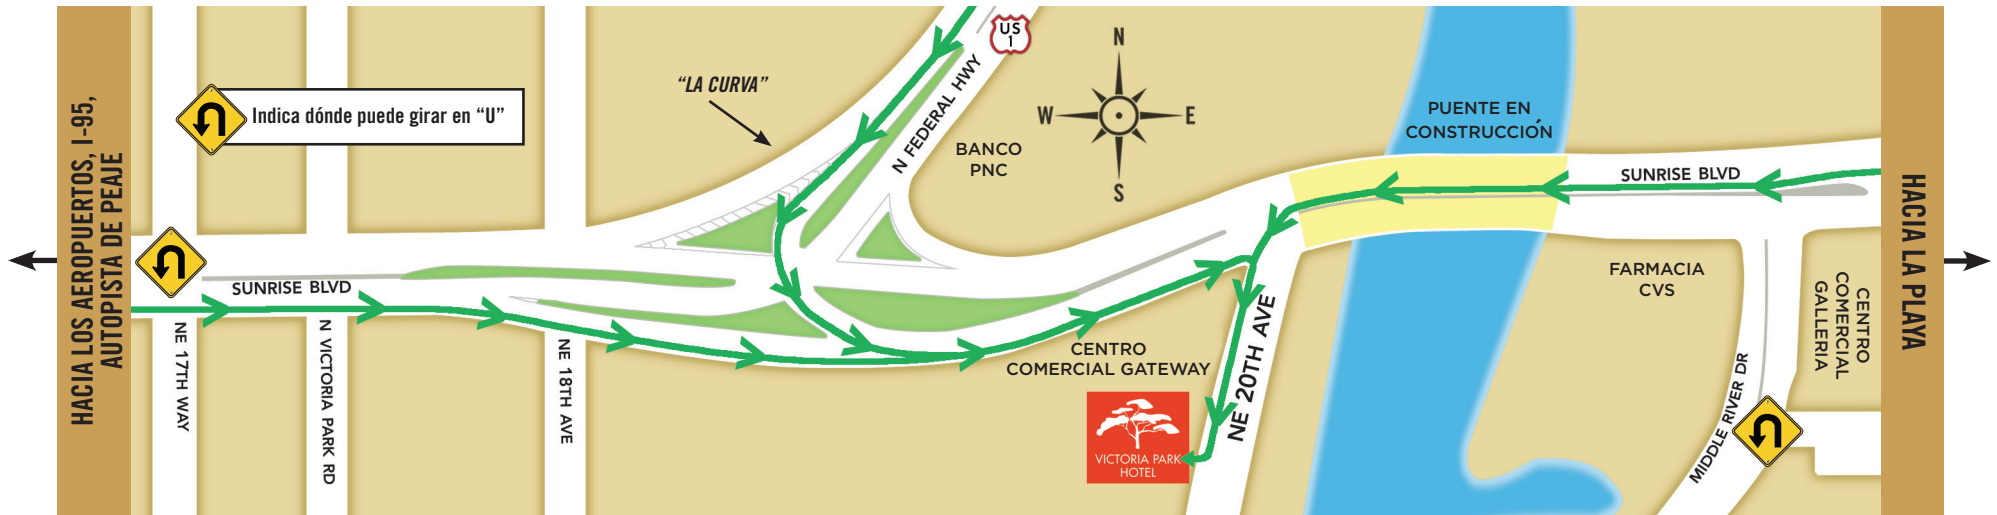 HACIA LOS AEROPUERTOS, I-95,
AUTOPISTA DE PEAJE
Indica dónde puede girar en “U”
“LA CURVA”
US
1
N FEDERAL HWY
BANCO
PNC
N
W
E
S
PUENTE EN
CONSTRUCCIÓN
SUNRISE BLVD
HACIA LA PLAYA
SUNRISE BLVD
NE 17TH WAY
N VICTORIA PARK RD
NE 18TH AVE
CENTRO
COMERCIAL GATEWAY
VICTORIA PARK
HOTEL
NE 20TH AVE
FARMACIA
CVS
MIDDLE RIVER DR
CENTRO
COMERCIAL
GALLERIA